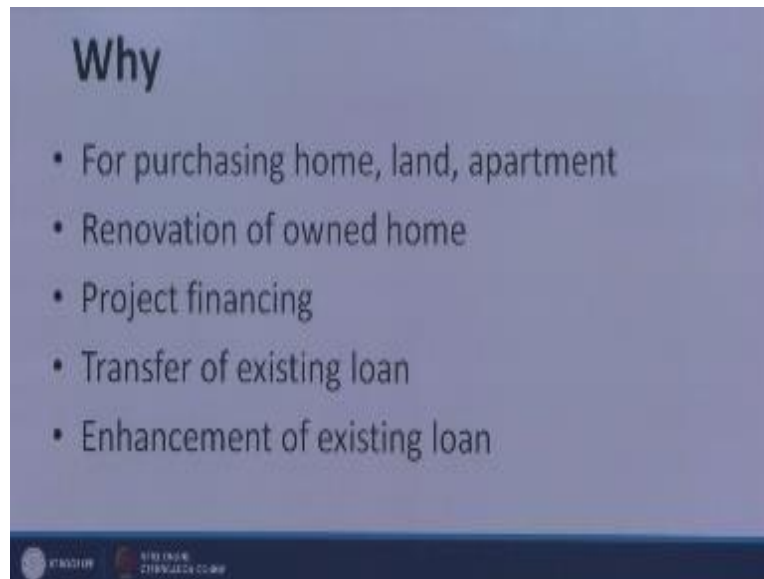 Why
• For purchasing home, land, apartment
• Renovation of owned home
• Project financing
• Transfer of existing loan
• Enhancement of existing loan